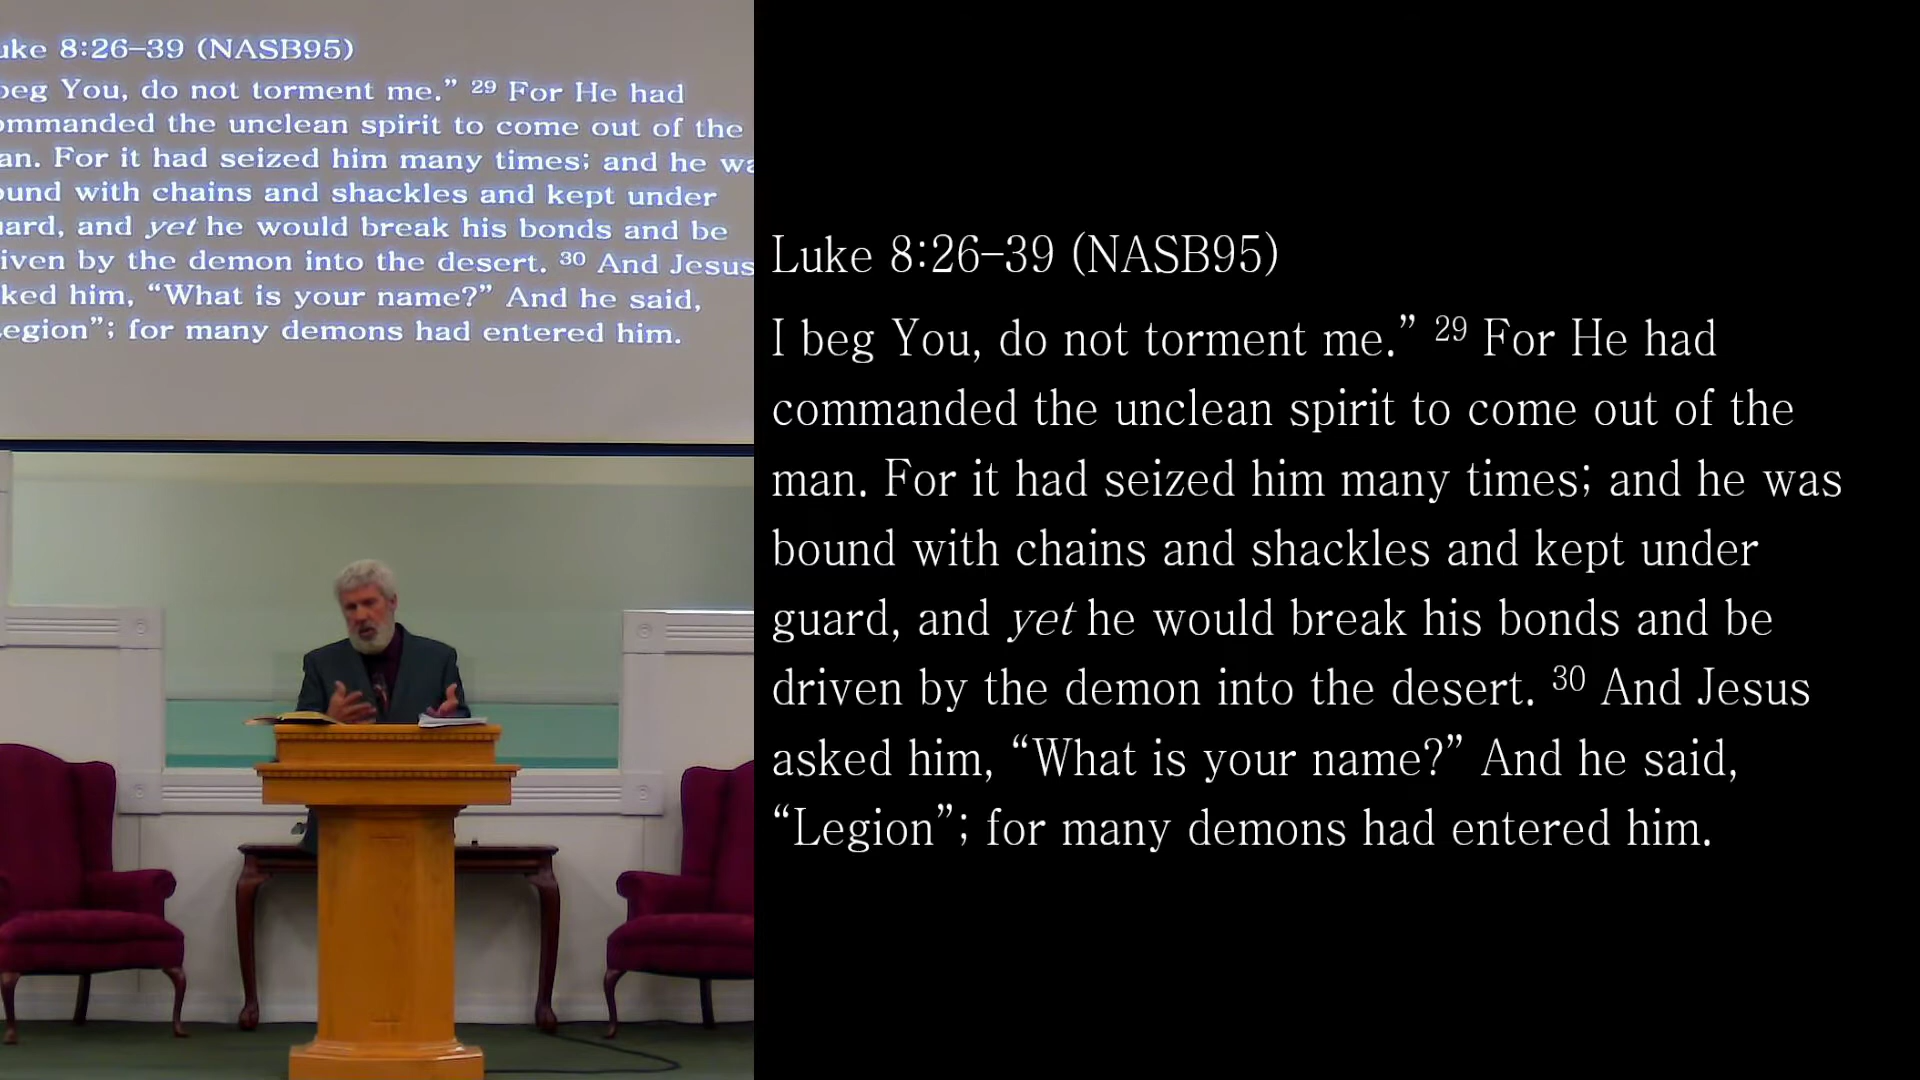 uke 8:26–39 (NASB95)
beg You, do not torment me.” 29 For He had
ommanded the unclean spirit to come out of the
an. For it had seized him many times; and he wa
ound with chains and shackles and kept under
uard, and yet he would break his bonds and be
iven by the demon into the desert. 30 And Jesus
ked him, “What is your name?” And he said,
egion”; for many demons had entered him.
Luke 8:26–39 (NASB95)
I beg You, do not torment me.” 29 For He had
commanded the unclean spirit to come out of the
man. For it had seized him many times; and he was
bound with chains and shackles and kept under
guard, and yet he would break his bonds and be
driven by the demon into the desert. 30 And Jesus
asked him, “What is your name?” And he said,
“Legion”; for many demons had entered him.